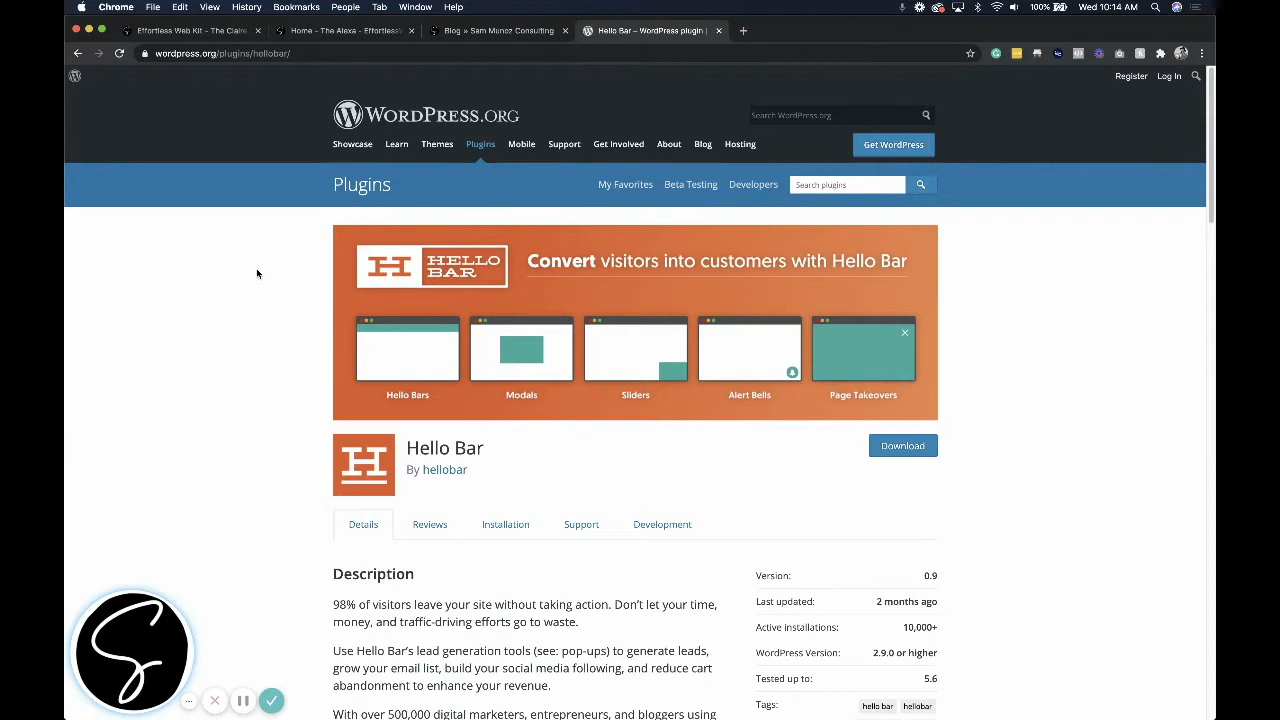 Chrome File Edit View History Bookmarks People Tab Window Help
100% Wed 10:14 AM
Effortless Web Kit - The Claire
Home - The Alexa - Effortless
Blog » Sam Munoz Consulting
Hello Bar – WordPress plugin |
wordpress.org/plugins/hellobar/
Register Log In
WORDPRESS.ORG
Search WordPress.org
Showcase Learn Themes Plugins Mobile Support Get Involved About Blog Hosting
Get WordPress
Plugins
My Favorites Beta Testing Developers
Search plugins
H HELLO BAR
Convert visitors into customers with Hello Bar
Hello Bars Modals Sliders Alert Bells Page Takeovers
H
Hello Bar
By hellobar
Download
Details Reviews Installation Support Development
Description
98% of visitors leave your site without taking action. Don’t let your time,
money, and traffic-driving efforts go to waste.
Use Hello Bar’s lead generation tools (see: pop-ups) to generate leads,
grow your email list, build your social media following, and reduce cart
abandonment to enhance your revenue.
With over 500,000 digital marketers, entrepreneurs, and bloggers using
Version: 0.9
Last updated: 2 months ago
Active installations: 10,000+
WordPress Version: 2.9.0 or higher
Tested up to: 5.6
Tags: hello bar hellobar
S